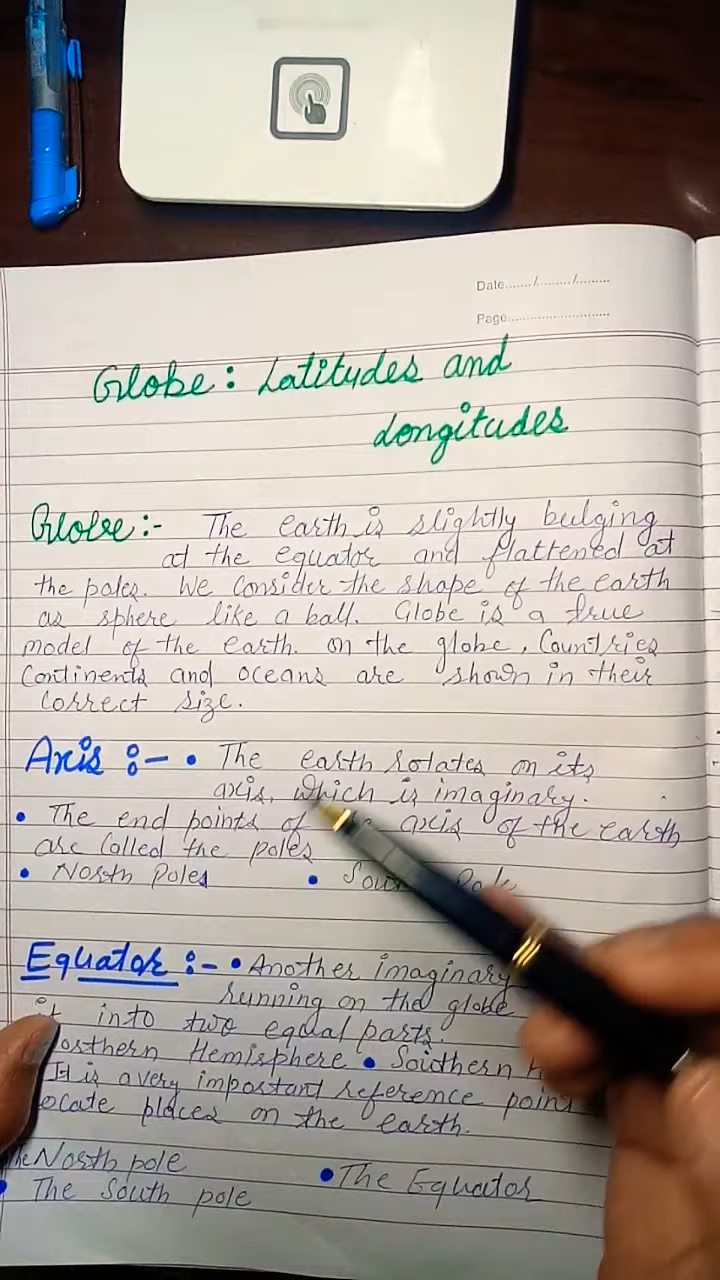 Date......./........./.........
Page............................
Globe: Latitudes and
Longitudes
Globe:- The earth is slightly bulging
at the equator and flattened at
the poles. We consider the shape of the earth
as sphere like a ball. Globe is a true
model of the earth. On the globe, Countries
Continents and oceans are shown in their
correct size.
Axis :- • The earth rotates on its
axis, which is imaginary.
• The end points of axis of the earth
are called the poles
• North Poles • South Pole
Equator :- • Another imaginary
running on the globe
it into two equal parts.
Hemisphere • Southern
It is a very important reference point
places on the earth.
The North pole • The Equator
• The South pole